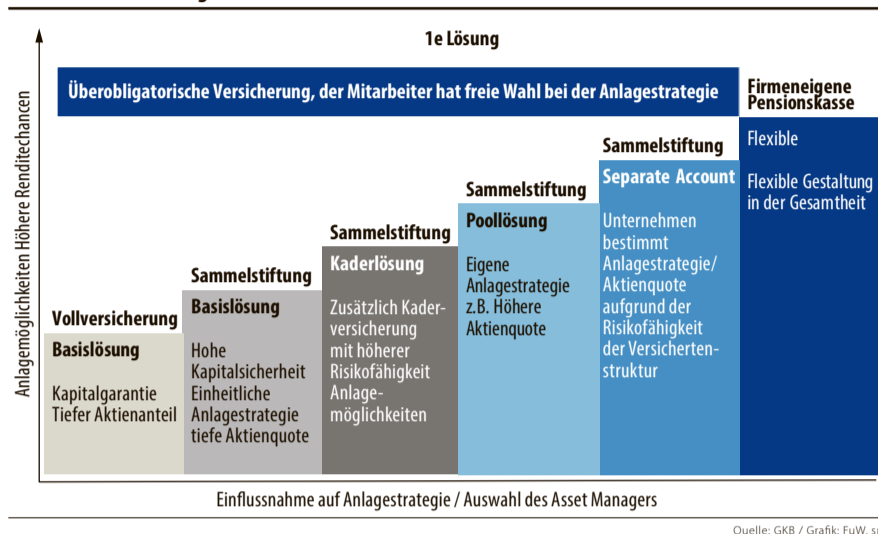 1e Lösung
Überobligatorische Versicherung, der Mitarbeiter hat freie Wahl bei der Anlagestrategie
Anlagemöglichkeiten Höhere Renditechancen
Vollversicherung
Basislösung
Kapitalgarantie
Tiefer Aktienanteil
Sammelstiftung
Basislösung
Hohe
Kapitalsicherheit
Einheitliche
Anlagestrategie
tiefe Aktienquote
Sammelstiftung
Kaderlösung
Zusätzlich Kader-
versicherung
mit höherer
Risikofähigkeit
Anlage-
möglichkeiten
Sammelstiftung
Poollösung
Eigene
Anlagestrategie
z.B. Höhere
Aktienquote
Sammelstiftung
Separate Account
Unternehmen
bestimmt
Anlagestrategie/
Aktienquote
aufgrund der
Risikofähigkeit
der Versicherten-
struktur
Firmeneigene
Pensionskasse
Flexible
Flexible Gestaltung
in der Gesamtheit
Einflussnahme auf Anlagestrategie / Auswahl des Asset Managers
Quelle: GKB / Grafik: FuW,